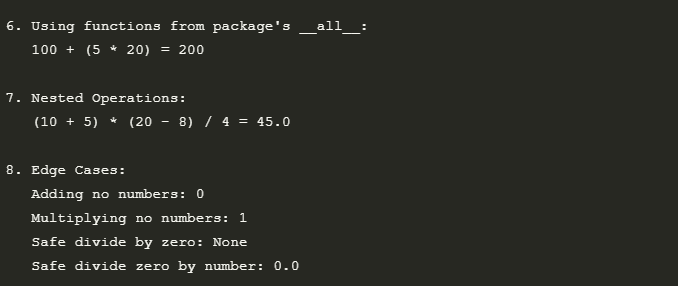 6. Using functions from package's __all__:
100 + (5 * 20) = 200
7. Nested Operations:
(10 + 5) * (20 - 8) / 4 = 45.0
8. Edge Cases:
Adding no numbers: 0
Multiplying no numbers: 1
Safe divide by zero: None
Safe divide zero by number: 0.0